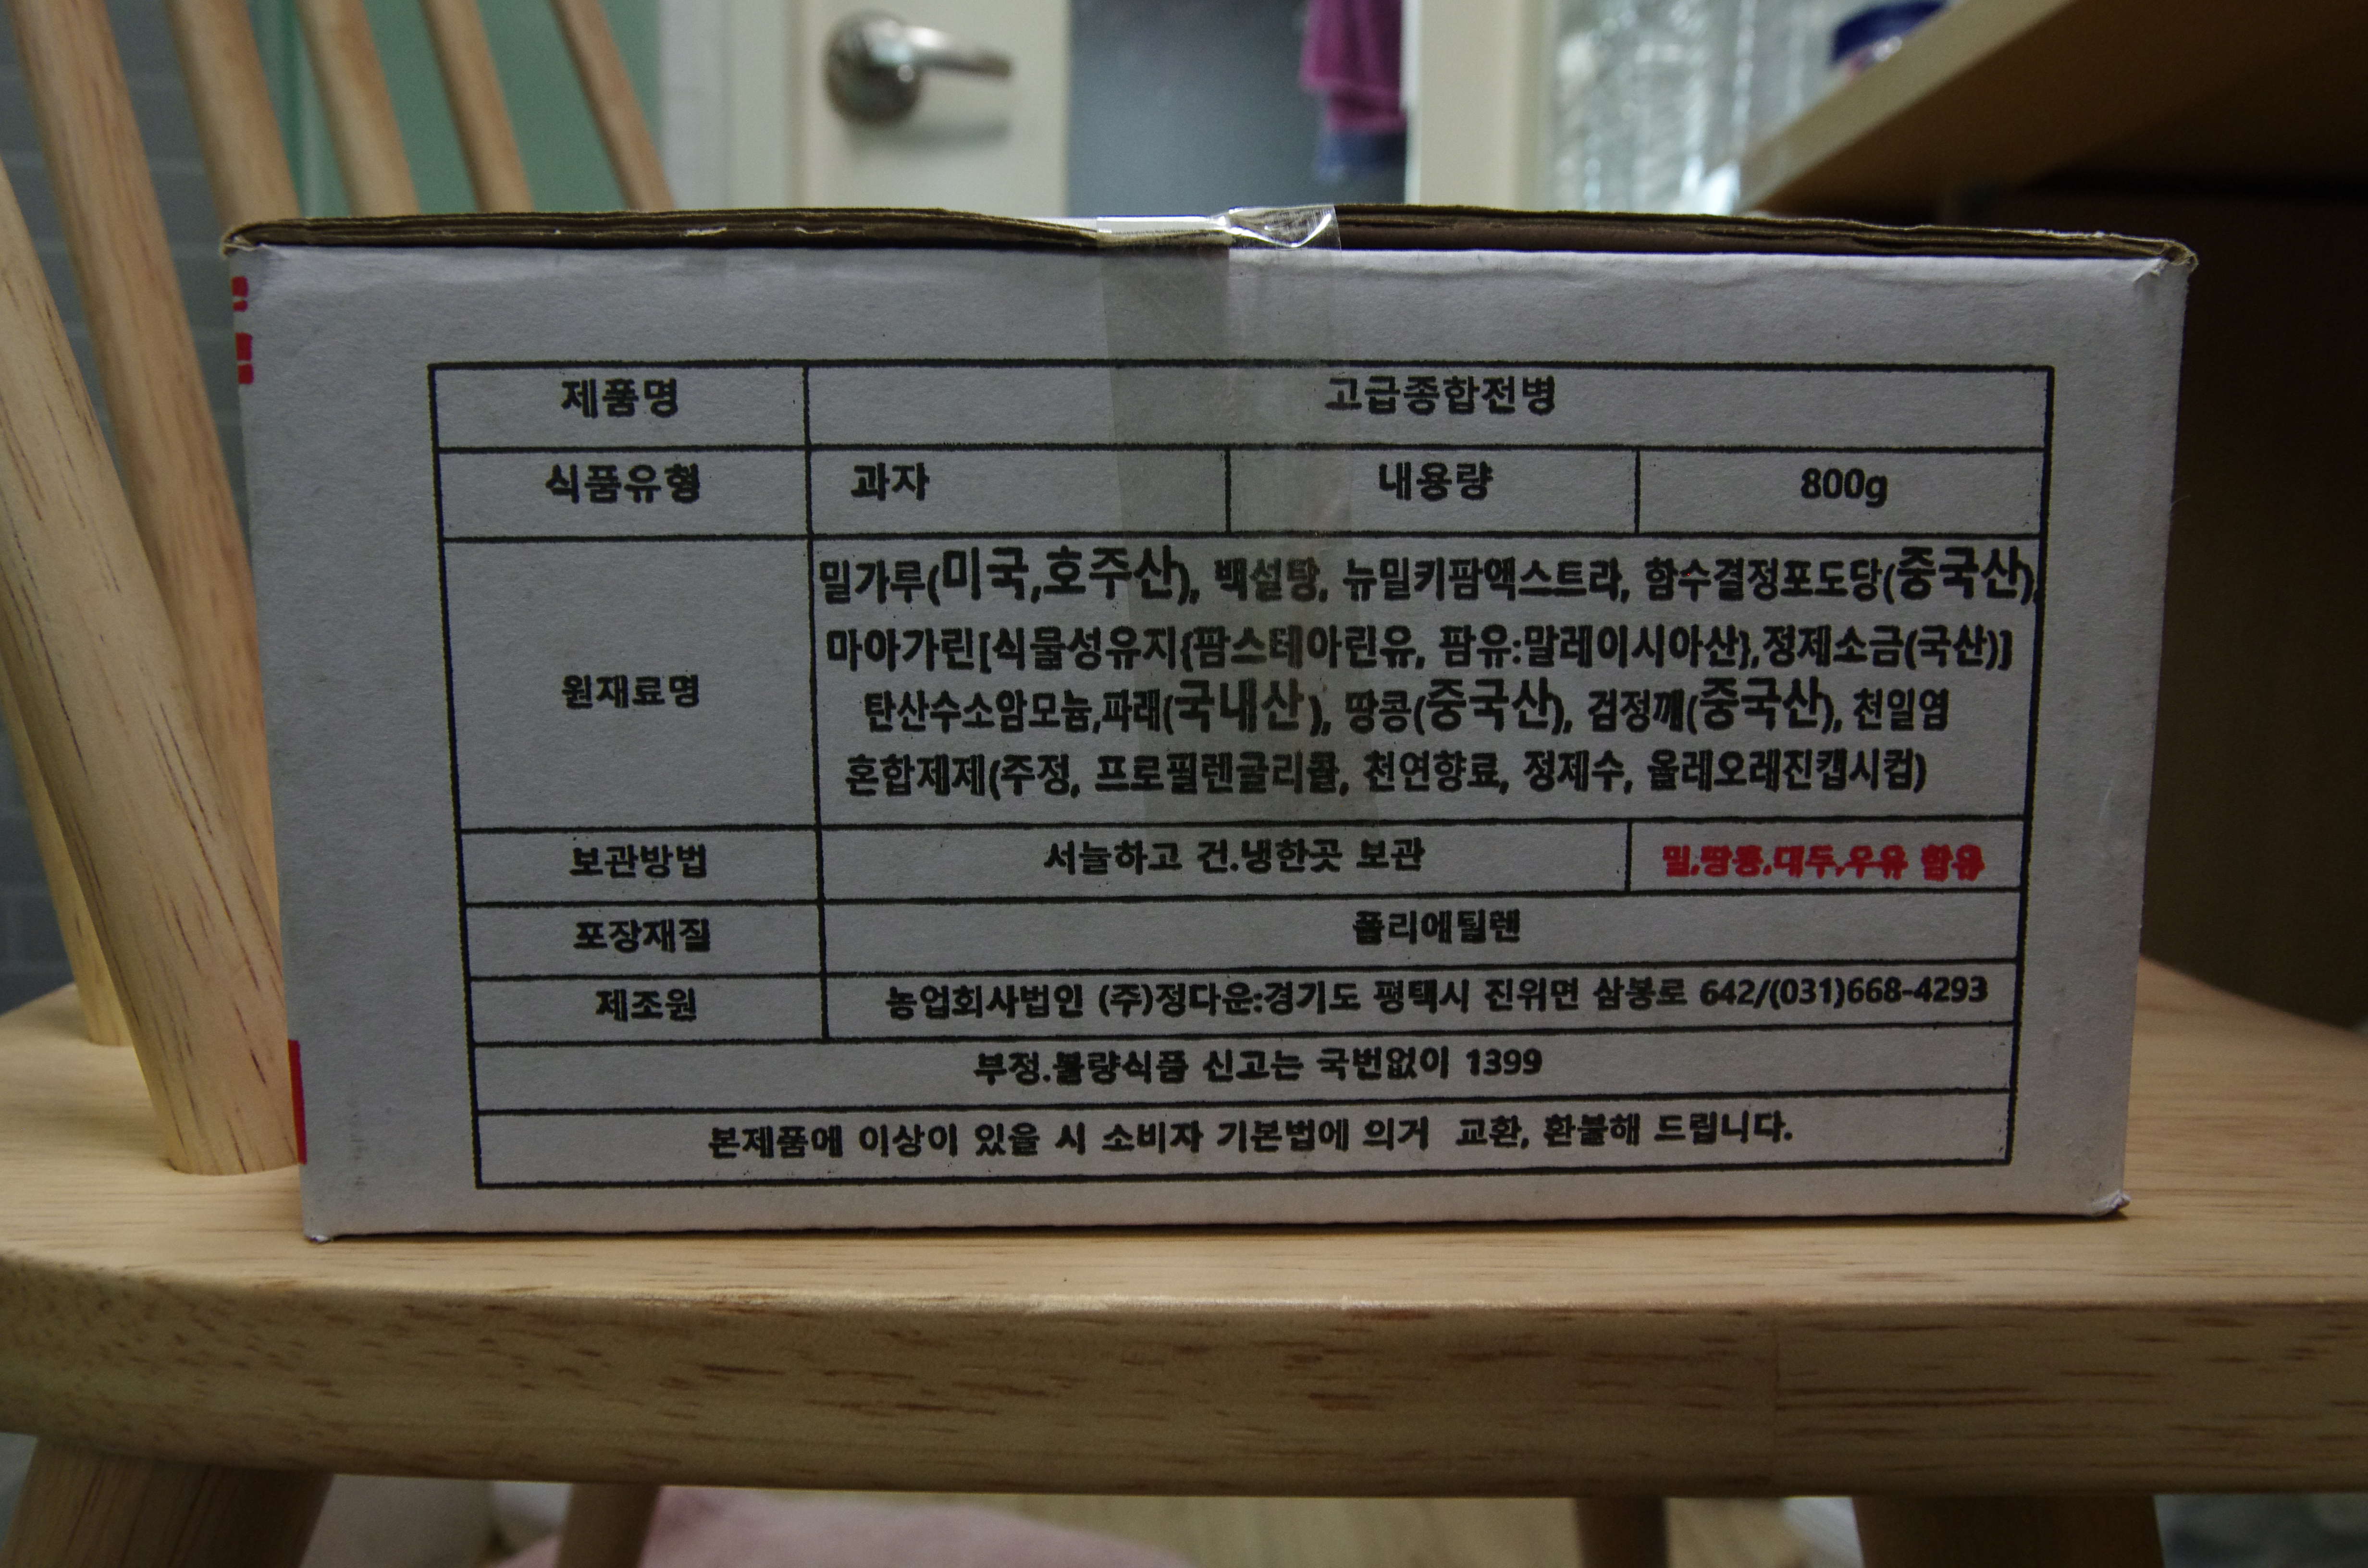 제품명 고급종합전병
식품유형 과자 내용량 800g
원재료명
밀가루(미국,호주산), 백설탕, 뉴밀키팜액스트라, 함수결정포도당(중국산),
마아가린[식물성유지{팜스테아린유, 팜유:말레이시아산},정제소금(국산)]
탄산수소암모늄,파래(국내산), 땅콩(중국산), 검정깨(중국산), 천일염
혼합제제(주정, 프로필렌글리콜, 천연향료, 정제수, 올레오레진캡시컴)
보관방법 서늘하고 건.냉한곳 보관 밀,땅콩,대두,우유 함유
포장재질 폴리에틸렌
제조원 농업회사법인 (주)정다운:경기도 평택시 진위면 삼봉로 642/(031)668-4293
부정.불량식품 신고는 국번없이 1399
본제품에 이상이 있을 시 소비자 기본법에 의거 교환, 환불해 드립니다.